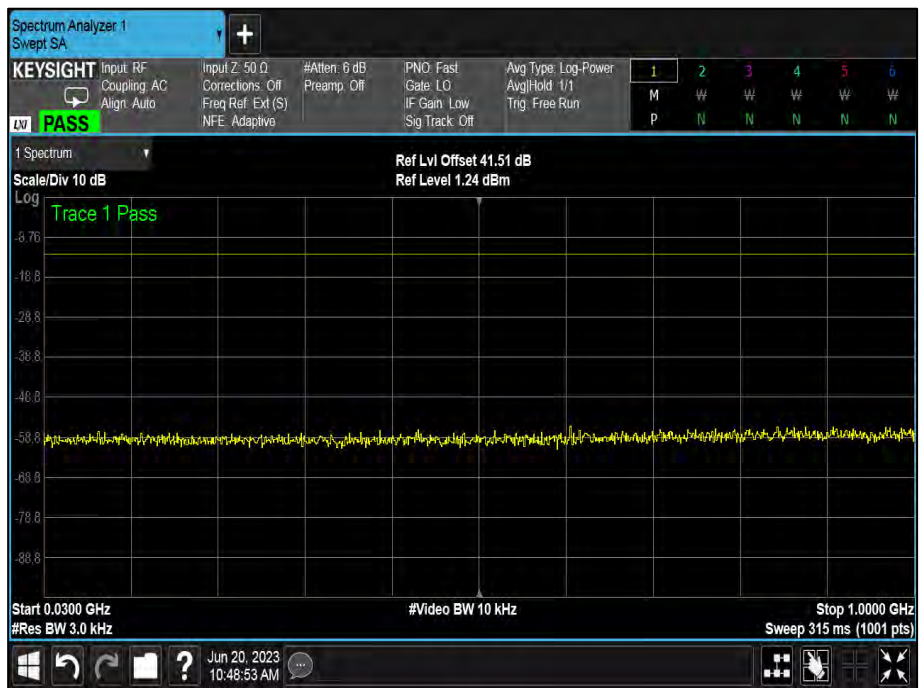 Spectrum Analyzer 1
Swept SA
KEYSIGHT
Input: RF
Coupling: AC
Align: Auto
Input Z: 50 Ω
Corrections: Off
Freq Ref: Ext (S)
NFE: Adaptive
#Atten: 6 dB
Preamp: Off
PNO: Fast
Gate: LO
IF Gain: Low
Sig Track: Off
Avg Type: Log-Power
Avg|Hold: 1/1
Trig: Free Run
1 2 3 4 5 6
M W W W W W
P N N N N N
LXI PASS
1 Spectrum
Scale/Div 10 dB
Ref Lvl Offset 41.51 dB
Ref Level 1.24 dBm
Log
Trace 1 Pass
-8.76
-18.8
-28.8
-38.8
-48.8
-58.8
-68.8
-78.8
-88.8
Start 0.0300 GHz
#Video BW 10 kHz
Stop 1.0000 GHz
#Res BW 3.0 kHz
Sweep 315 ms (1001 pts)
?
Jun 20, 2023
10:48:53 AM